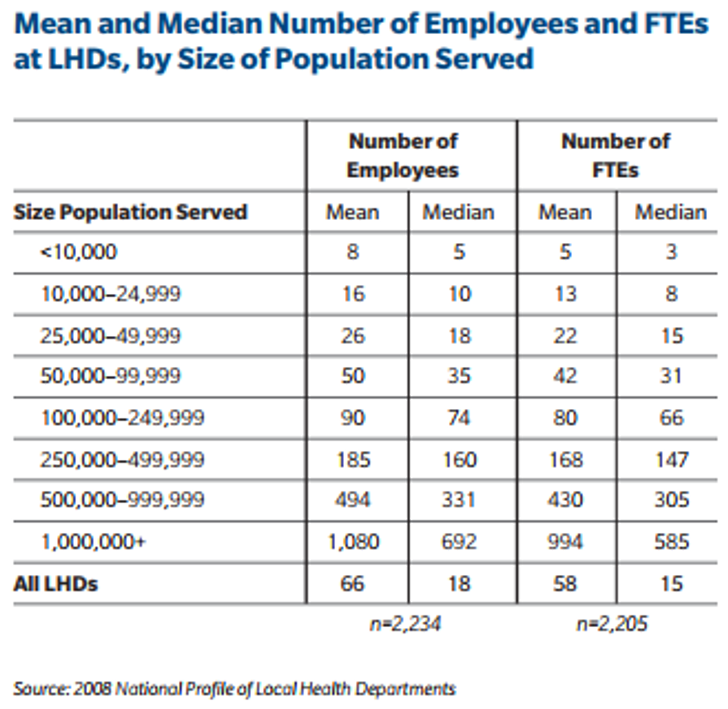 Mean and Median Number of Employees and FTEs
at LHDs, by Size of Population Served
Number of Employees Number of FTEs
Size Population Served Mean Median Mean Median
<10,000 8 5 5 3
10,000–24,999 16 10 13 8
25,000–49,999 26 18 22 15
50,000–99,999 50 35 42 31
100,000–249,999 90 74 80 66
250,000–499,999 185 160 168 147
500,000–999,999 494 331 430 305
1,000,000+ 1,080 692 994 585
All LHDs 66 18 58 15
n=2,234 n=2,205
Source: 2008 National Profile of Local Health Departments